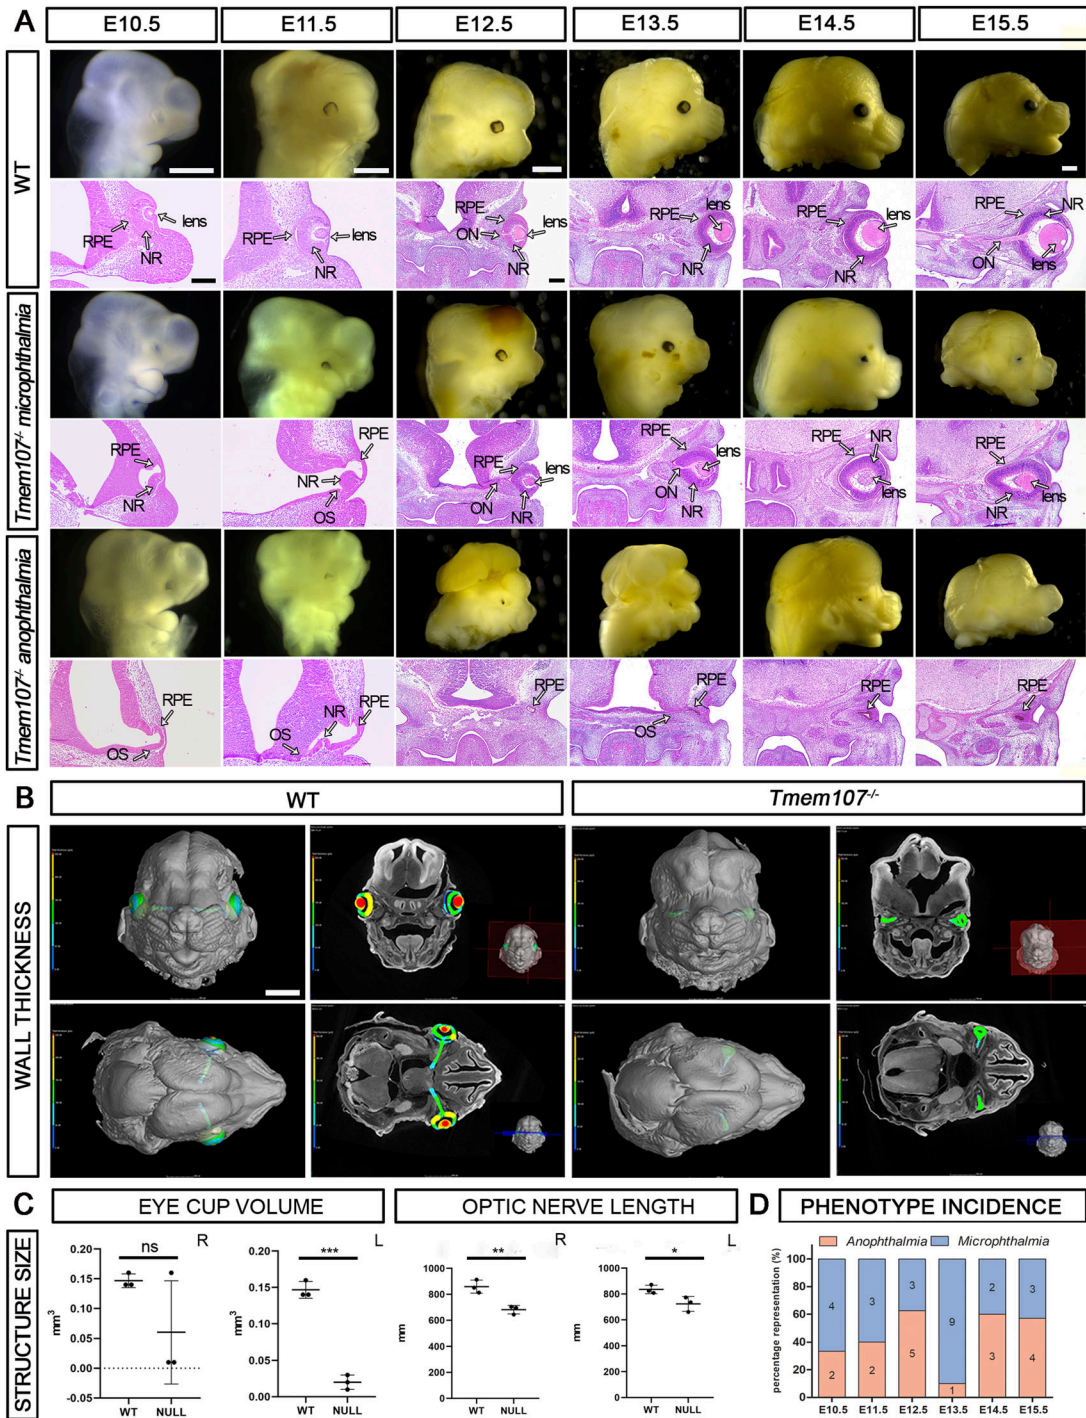 A
E10.5 E11.5 E12.5 E13.5 E14.5 E15.5
WT
RPE NR lens
RPE NR lens
RPE ON lens NR
RPE lens NR
RPE NR lens
RPE NR ON lens
Tmem107-/- microphthalmia
RPE NR
RPE NR OS
RPE ON lens NR
RPE lens ON NR
RPE NR lens
RPE lens NR
Tmem107-/- anophthalmia
RPE OS
NR RPE OS
RPE
RPE OS
RPE
RPE
B
WT Tmem107-/-
WALL THICKNESS
C
EYE CUP VOLUME OPTIC NERVE LENGTH
STRUCTURE SIZE
R
ns
mm3
0.20
0.15
0.10
0.05
0.00
-0.05
WT NULL
L
***
0.20
0.15
0.10
0.05
0.00
mm3
WT NULL
R
**
1000
800
600
400
200
0
mm
WT NULL
L
*
1000
800
600
400
200
0
mm
WT NULL
D
PHENOTYPE INCIDENCE
Anophthalmia Microphthalmia
percentage representation (%)
100
80
60
40
20
0
4 3 3 9 2 3
2 2 5 1 3 4
E10.5 E11.5 E12.5 E13.5 E14.5 E15.5